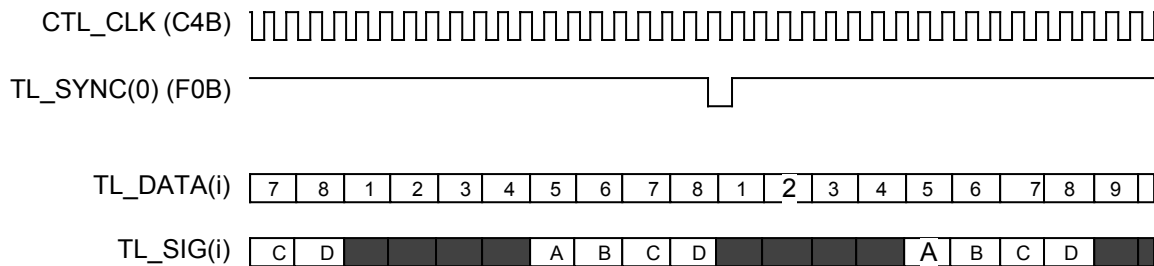 CTL_CLK (C4B)
TL_SYNC(0) (F0B)
TL_DATA(i) 7 8 1 2 3 4 5 6 7 8 1 2 3 4 5 6 7 8 9
TL_SIG(i) C D A B C D A B C D